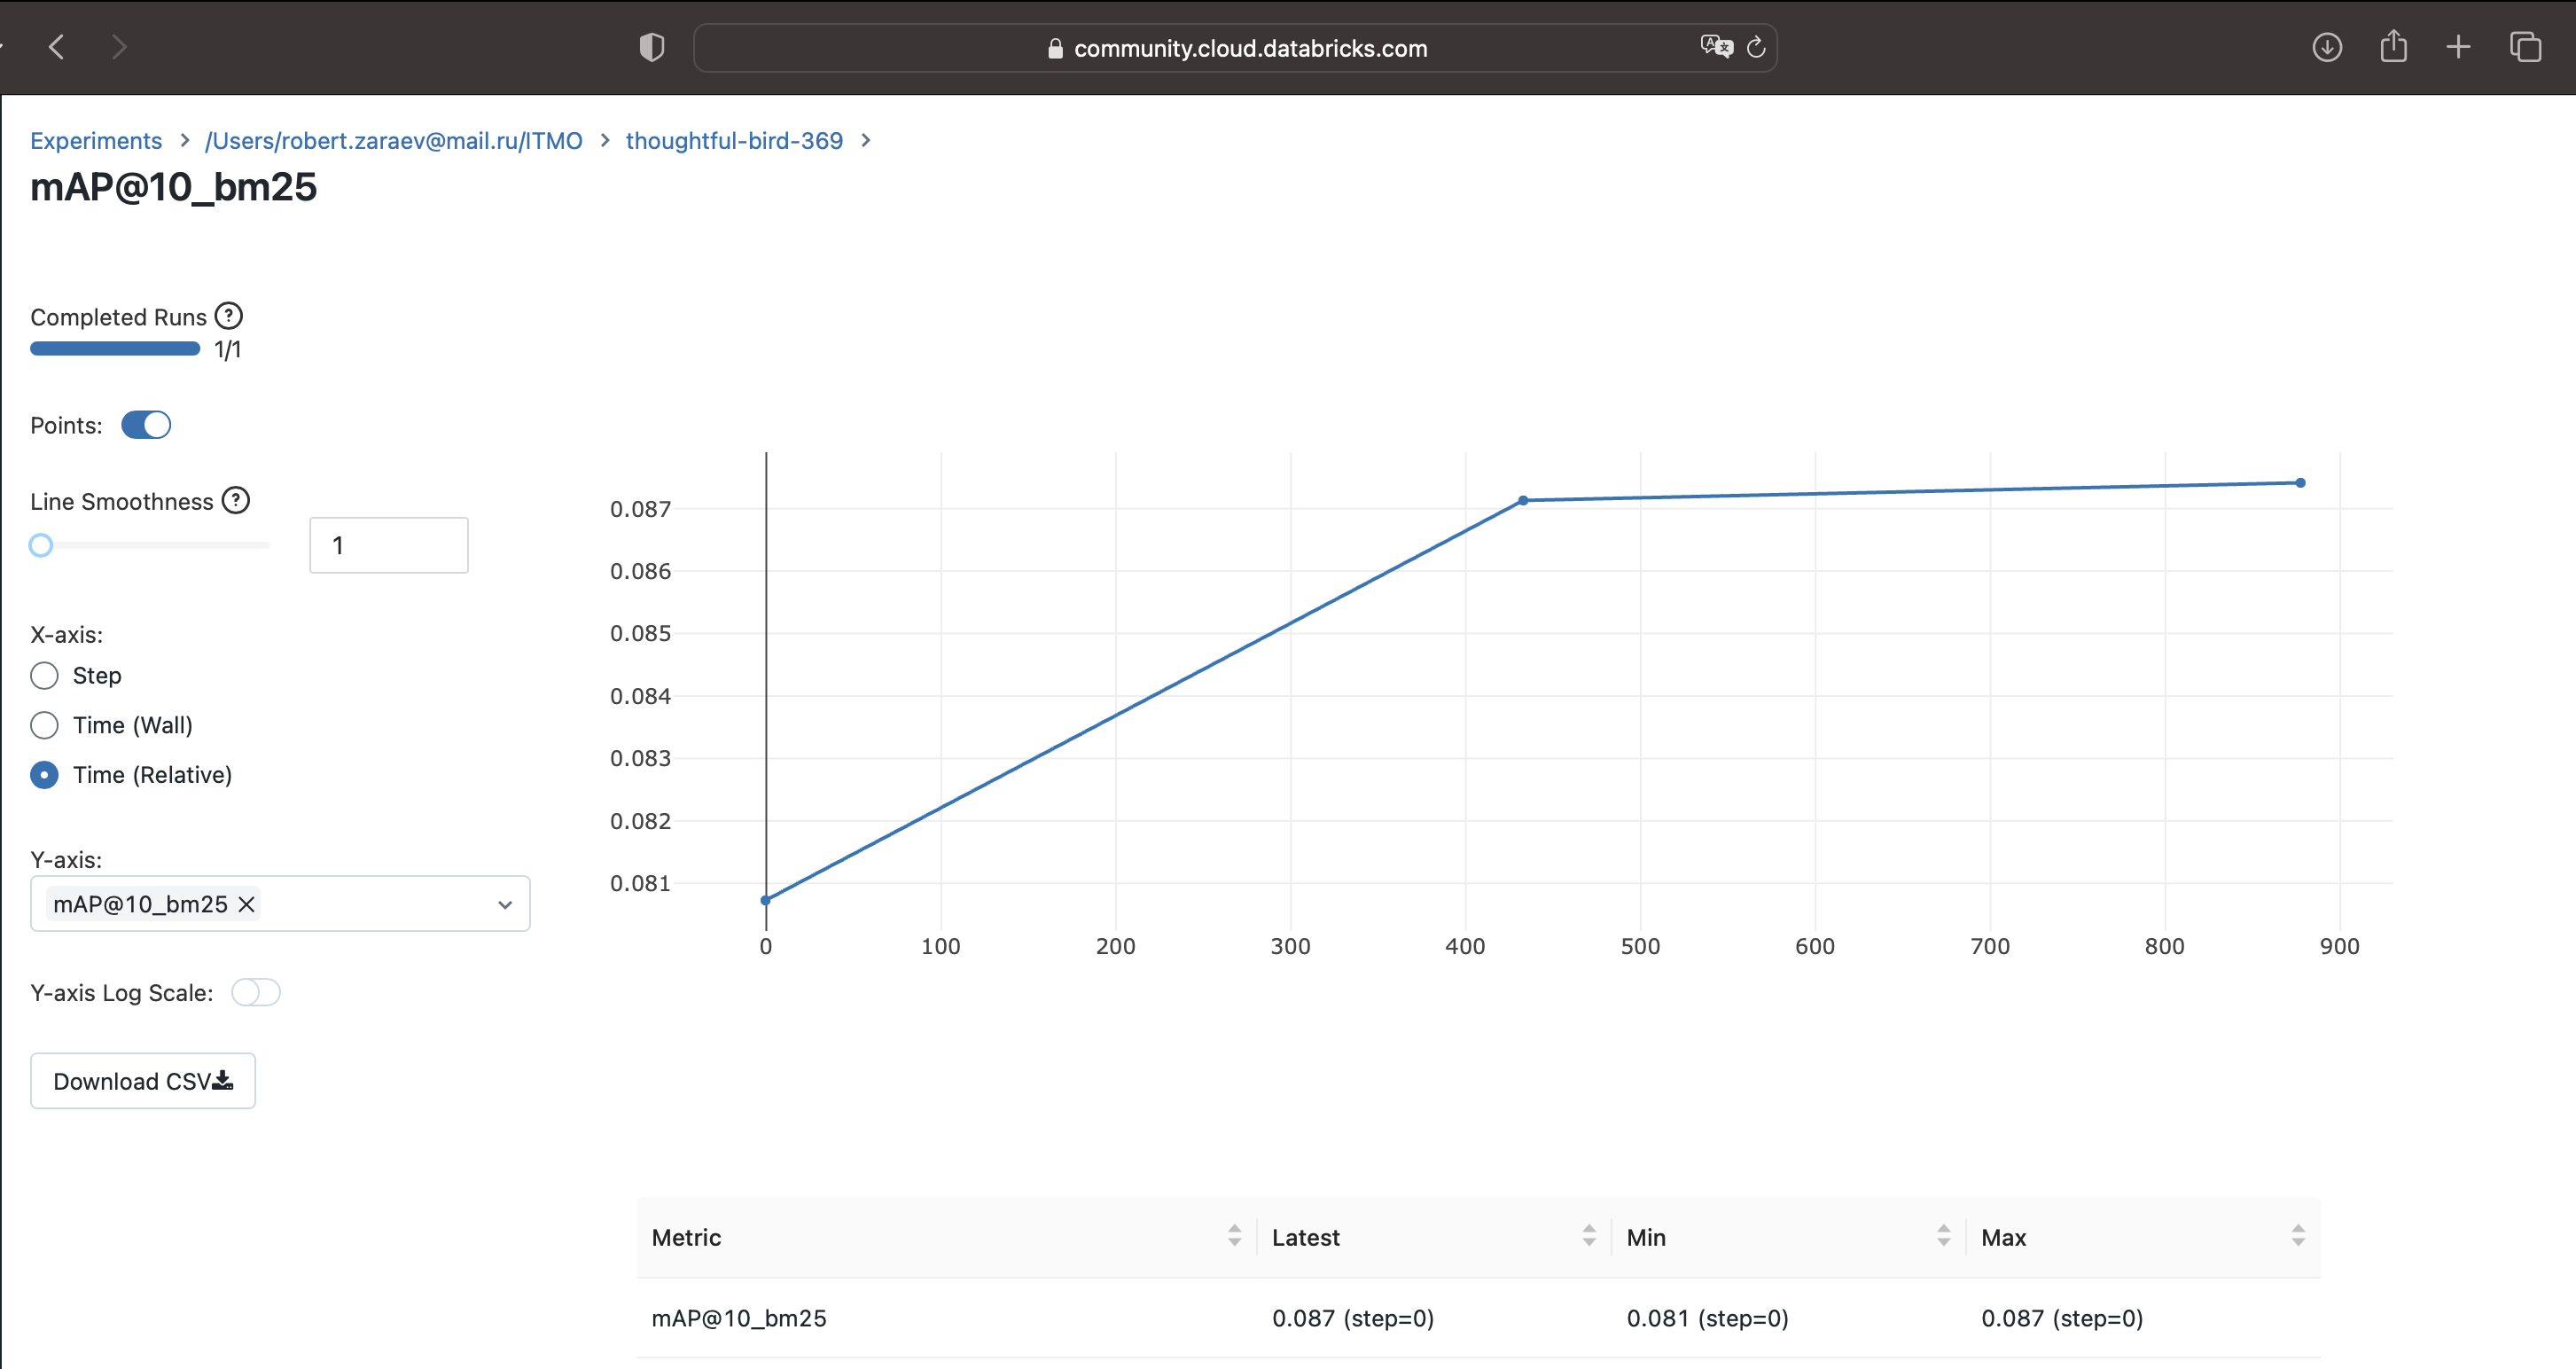 community.cloud.databricks.com
Experiments > /Users/robert.zaraev@mail.ru/ITMO > thoughtful-bird-369 >
mAP@10_bm25
Completed Runs ?
1/1
Points:
Line Smoothness ?
1
X-axis:
Step
Time (Wall)
Time (Relative)
Y-axis:
mAP@10_bm25
Y-axis Log Scale:
Download CSV
0.087
0.086
0.085
0.084
0.083
0.082
0.081
0 100 200 300 400 500 600 700 800 900
Metric Latest Min Max
mAP@10_bm25 0.087 (step=0) 0.081 (step=0) 0.087 (step=0)